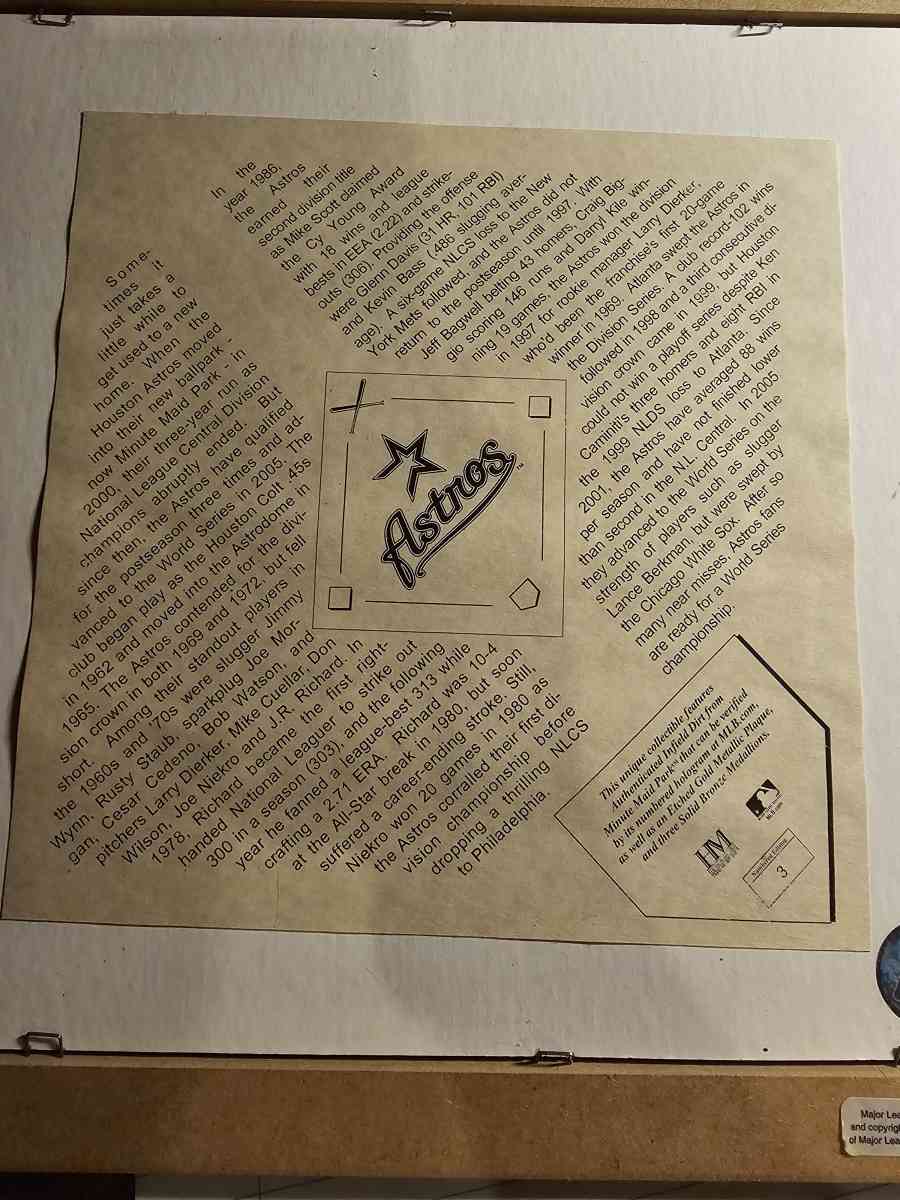 Some-
times it
just takes a
little while to
get used to a new
home. When the
Houston Astros moved
into their new ballpark -
now Minute Maid Park - in
2000, their three-year run as
National League Central Division
champions abruptly ended. But
since then, the Astros have qualified
for the postseason three times and ad-
vanced to the World Series in 2005. The
club began play as the Houston Colt .45s
in 1962 and moved into the Astrodome in
1965. The Astros contended for the divi-
sion crown in both 1969 and 1972, but fell
short. Among their standout players in
the 1960s and '70s were slugger Jimmy
Wynn, Rusty Staub, sparkplug Joe Mor-
gan, Cesar Cedeno, Bob Watson, and
pitchers Larry Dierker, Mike Cuellar, Don
Wilson, Joe Niekro and J.R. Richard. In
1978, Richard became the first right-
handed National Leaguer to strike out
300 in a season (303), and the following
year he fanned a league-best 313 while
crafting a 2.71 ERA. Richard was 10-4
at the All-Star break in 1980, but soon
suffered a career-ending stroke. Still,
Niekro won 20 games in 1980 as
the Astros corralled their first di-
vision championship before
dropping a thrilling NLCS
to Philadelphia.
In the
year 1986,
the Astros
earned their
second division title
as Mike Scott claimed
the Cy Young Award
with 18 wins and league
bests in EEA (2.22) and strike-
outs (306). Providing the offense
were Glenn Davis (31 HR, 101 RBI)
and Kevin Bass (.486 slugging aver-
age). A six-game NLCS loss to the New
York Mets followed, and the Astros did not
return to the postseason until 1997. With
Jeff Bagwell belting 43 homers, Craig Big-
gio scoring 146 runs and Darryl Kile win-
ning 19 games, the Astros won the division
in 1997 for rookie manager Larry Dierker,
who'd been the franchise's first 20-game
winner in 1969. Atlanta swept the Astros in
the Division Series. A club record-102 wins
followed in 1998 and a third consecutive di-
vision crown came in 1999, but Houston
could not win a playoff series despite Ken
Caminiti's three homers and eight RBI in
the 1999 NLDS loss to Atlanta. Since
2001, the Astros have averaged 88 wins
per season and have not finished lower
than second in the N.L. Central. In 2005
they advanced to the World Series on the
strength of players such as slugger
Lance Berkman, but were swept by
the Chicago White Sox. After so
many near misses, Astros fans
are ready for a World Series
championship.
Astros™
This unique collectible features
Authenticated Infield Dirt from
Minute Maid Park℠ that can be verified
by its numbered hologram at MLB.com,
as well as an Etched Gold Metallic Plaque,
and three Solid Bronze Medallions.
HM
MLB.com
Numbered Edition
3
Major Lea
and copyrigh
of Major Lea